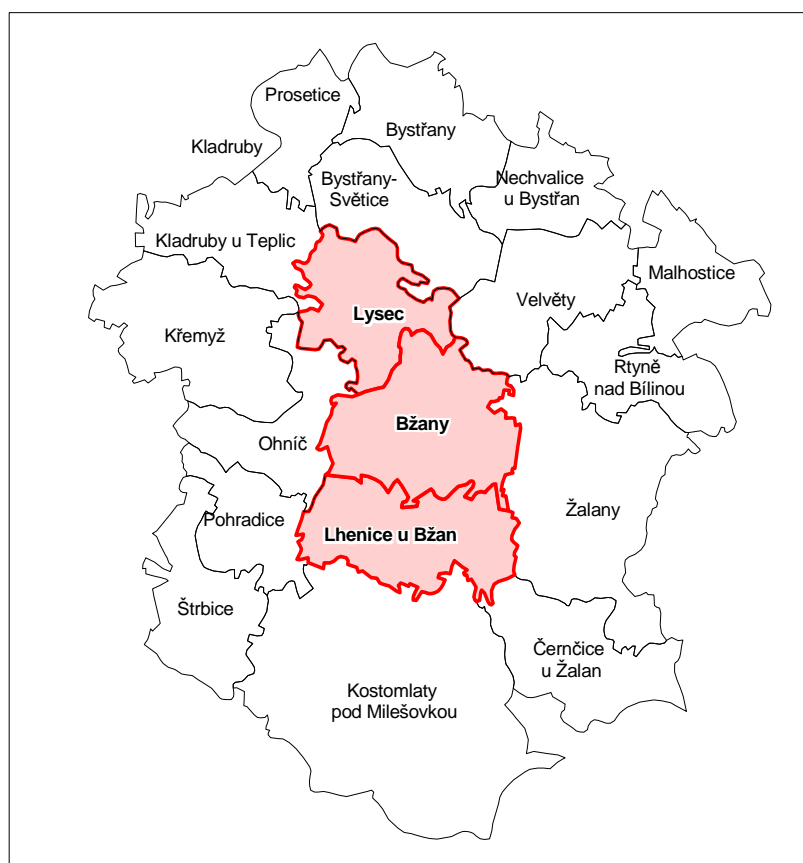 Prosetice
Bystřany
Kladruby
Bystřany-
Světice
Nechvalice
u Bystřan
Kladruby u Teplic
Malhostice
Velvěty
Lysec
Křemyž
Rtyně
nad Bílinou
Bžany
Ohníč
Žalany
Pohradice
Lhenice u Bžan
Štrbice
Černčice
u Žalan
Kostomlaty
pod Milešovkou